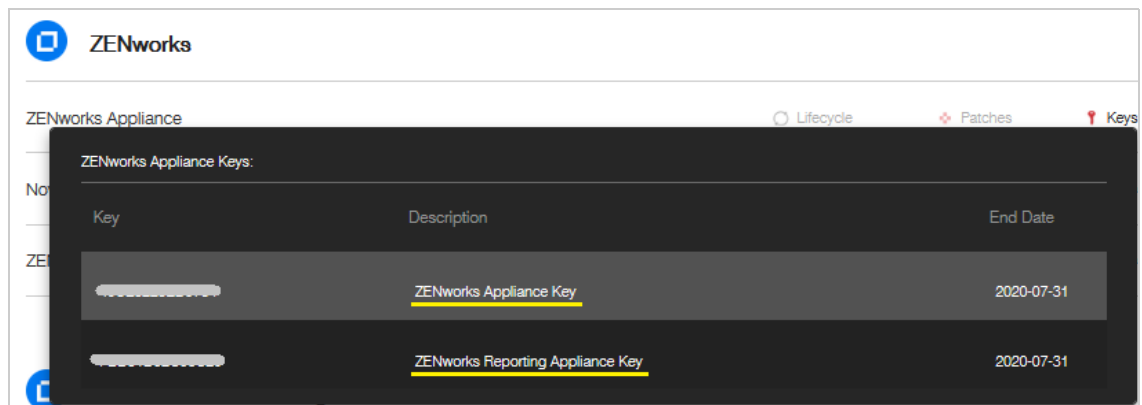 ZENworks
ZENworks Appliance Lifecycle Patches Keys
ZENworks Appliance Keys:
Key Description End Date
ZENworks Appliance Key 2020-07-31
ZENworks Reporting Appliance Key 2020-07-31